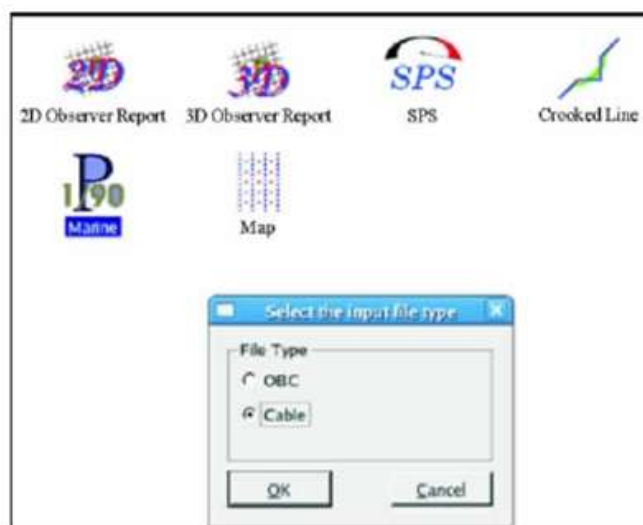 2D
3D
SPS
2D Observer Report
3D Observer Report
SPS
Crooked Line
P
1/90
Marine
Map
Select the input file type
File Type
OBC
Cable
OK
Cancel